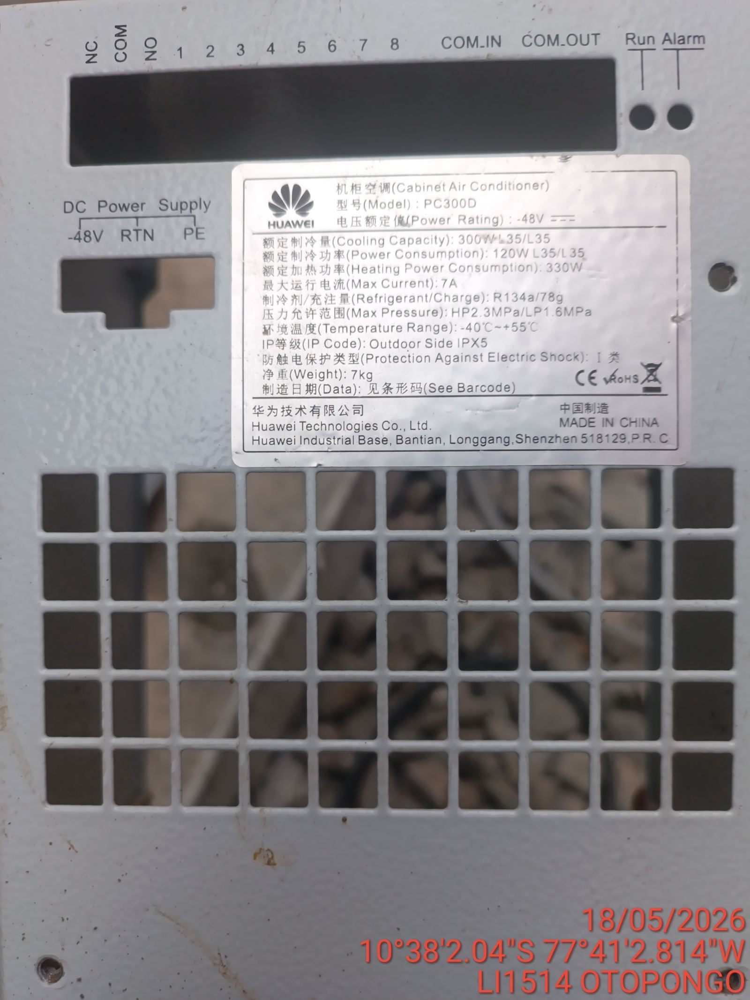 NC COM NO 1 2 3 4 5 6 7 8 COM_IN COM_OUT Run Alarm
DC Power Supply
-48V RTN PE
HUAWEI
机柜空调(Cabinet Air Conditioner)
型号(Model) : PC300D
电压额定值(Power Rating) : -48V
额定制冷量(Cooling Capacity): 300W L35/L35
额定制冷功率(Power Consumption): 120W L35/L35
额定加热功率(Heating Power Consumption): 330W
最大运行电流(Max Current): 7A
制冷剂/充注量(Refrigerant/Charge): R134a/78g
压力允许范围(Max Pressure): HP2.3MPa/LP1.6MPa
环境温度(Temperature Range): -40℃~+55℃
IP等级(IP Code): Outdoor Side IPX5
防触电保护类型(Protection Against Electric Shock): I 类
净重(Weight): 7kg
制造日期(Data): 见条形码(See Barcode)
CE RoHS
华为技术有限公司
中国制造
Huawei Technologies Co., Ltd.
MADE IN CHINA
Huawei Industrial Base, Bantian, Longgang,Shenzhen 518129,P.R. C
18/05/2026
10°38'2.04"S 77°41'2.814"W
LI1514 OTOPONGO